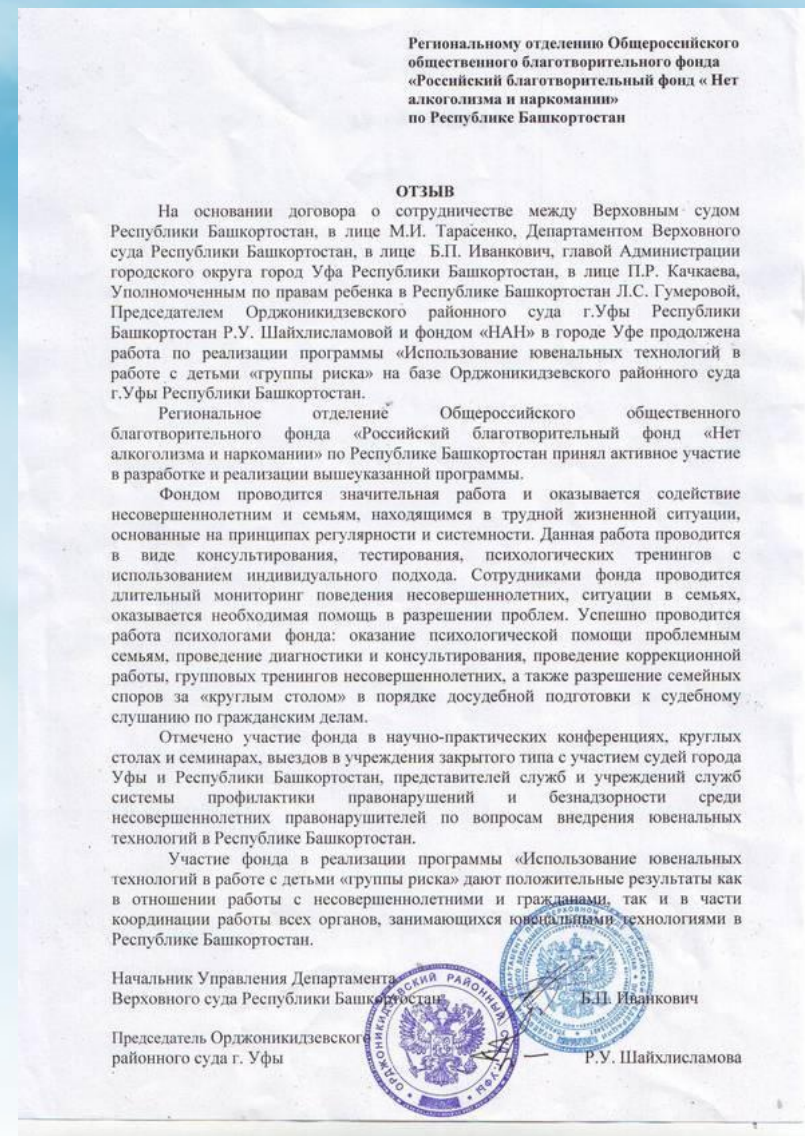 Региональному отделению Общероссийского
общественного благотворительного фонда
«Российский благотворительный фонд « Нет
алкоголизма и наркомании»
по Республике Башкортостан
ОТЗЫВ
На основании договора о сотрудничестве между Верховным судом
Республики Башкортостан, в лице М.И. Тарасенко, Департаментом Верховного
суда Республики Башкортостан, в лице Б.П. Иванкович, главой Администрации
городского округа город Уфа Республики Башкортостан, в лице П.Р. Качкаева,
Уполномоченным по правам ребенка в Республике Башкортостан Л.С. Гумеровой,
Председателем Орджоникидзевского районного суда г.Уфы Республики
Башкортостан Р.У. Шайхлисламовой и фондом «НАН» в городе Уфе продолжена
работа по реализации программы «Использование ювенальных технологий в
работе с детьми «группы риска» на базе Орджоникидзевского районного суда
г.Уфы Республики Башкортостан.
Региональное отделение Общероссийского общественного
благотворительного фонда «Российский благотворительный фонд «Нет
алкоголизма и наркомании» по Республике Башкортостан принял активное участие
в разработке и реализации вышеуказанной программы.
Фондом проводится значительная работа и оказывается содействие
несовершеннолетним и семьям, находящимся в трудной жизненной ситуации,
основанные на принципах регулярности и системности. Данная работа проводится
в виде консультирования, тестирования, психологических тренингов с
использованием индивидуального подхода. Сотрудниками фонда проводится
длительный мониторинг поведения несовершеннолетних, ситуации в семьях,
оказывается необходимая помощь в разрешении проблем. Успешно проводится
работа психологами фонда: оказание психологической помощи проблемным
семьям, проведение диагностики и консультирования, проведение коррекционной
работы, групповых тренингов несовершеннолетних, а также разрешение семейных
споров за «круглым столом» в порядке досудебной подготовки к судебному
слушанию по гражданским делам.
Отмечено участие фонда в научно-практических конференциях, круглых
столах и семинарах, выездов в учреждения закрытого типа с участием судей города
Уфы и Республики Башкортостан, представителей служб и учреждений служб
системы профилактики правонарушений и безнадзорности среди
несовершеннолетних правонарушителей по вопросам внедрения ювенальных
технологий в Республике Башкортостан.
Участие фонда в реализации программы «Использование ювенальных
технологий в работе с детьми «группы риска» дают положительные результаты как
в отношении работы с несовершеннолетними и гражданами, так и в части
координации работы всех органов, занимающихся ювенальными технологиями в
Республике Башкортостан.
Начальник Управления Департамента
Верховного суда Республики Башкортостан Б.П. Иванкович
Председатель Орджоникидзевского
районного суда г. Уфы Р.У. Шайхлисламова
ОРДЖОНИКИДЗЕВСКИЙ РАЙОННЫЙ